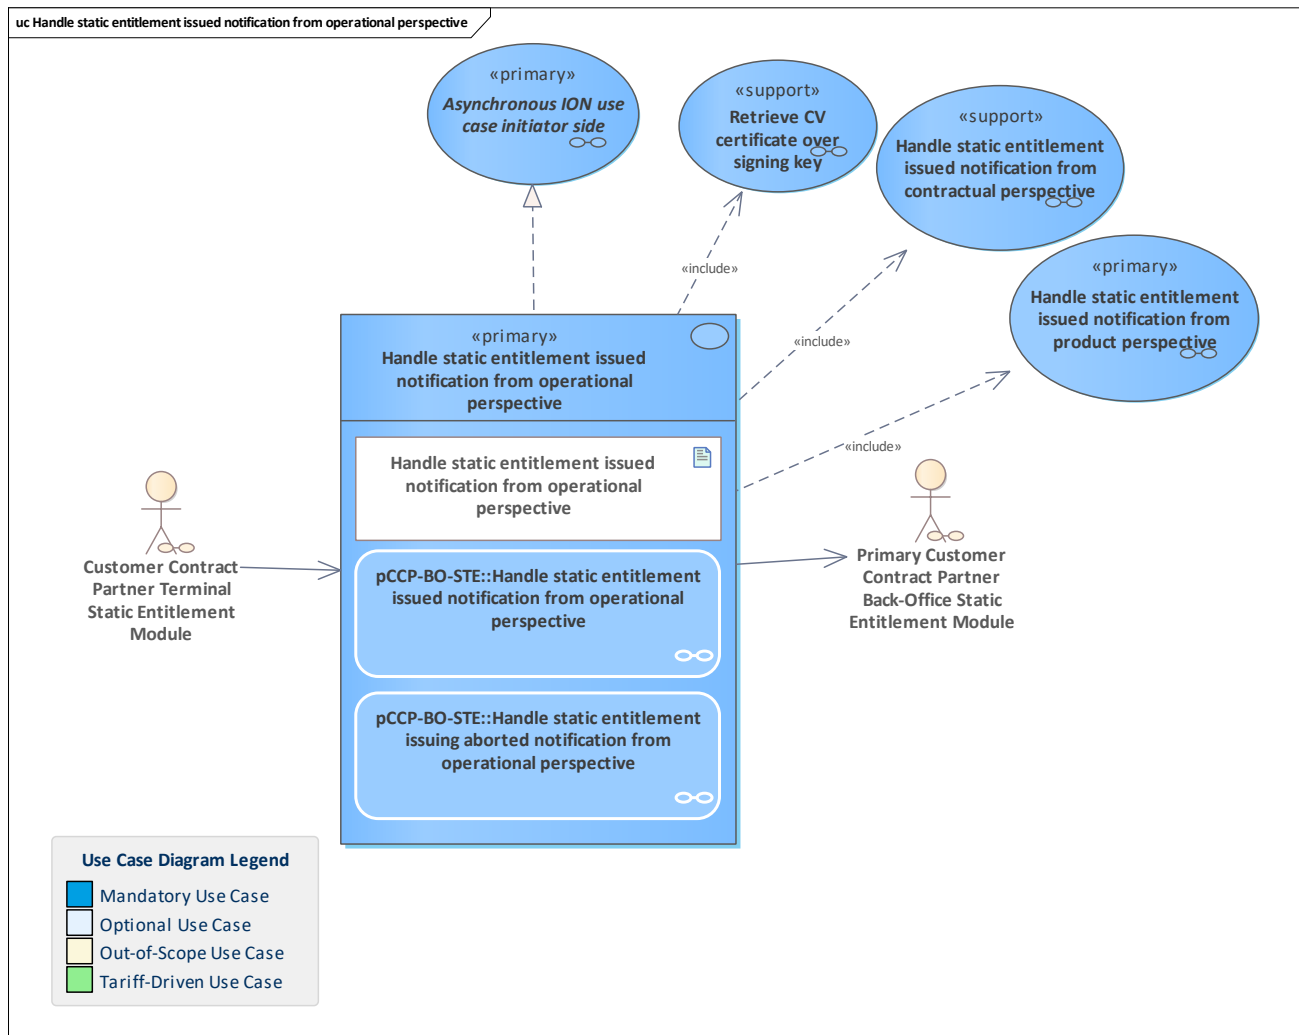 uc Handle static entitlement issued notification from operational perspective
«primary»
Asynchronous ION use
case initiator side
«support»
Retrieve CV
certificate over
signing key
«support»
Handle static entitlement
issued notification from
contractual perspective
«primary»
Handle static entitlement
issued notification from
product perspective
«include»
«include»
«include»
«primary»
Handle static entitlement issued
notification from operational
perspective
Handle static entitlement issued
notification from operational
perspective
pCCP-BO-STE::Handle static entitlement
issued notification from operational
perspective
pCCP-BO-STE::Handle static entitlement
issuing aborted notification from
operational perspective
Customer Contract
Partner Terminal
Static Entitlement
Module
Primary Customer
Contract Partner
Back-Office Static
Entitlement Module
Use Case Diagram Legend
Mandatory Use Case
Optional Use Case
Out-of-Scope Use Case
Tariff-Driven Use Case